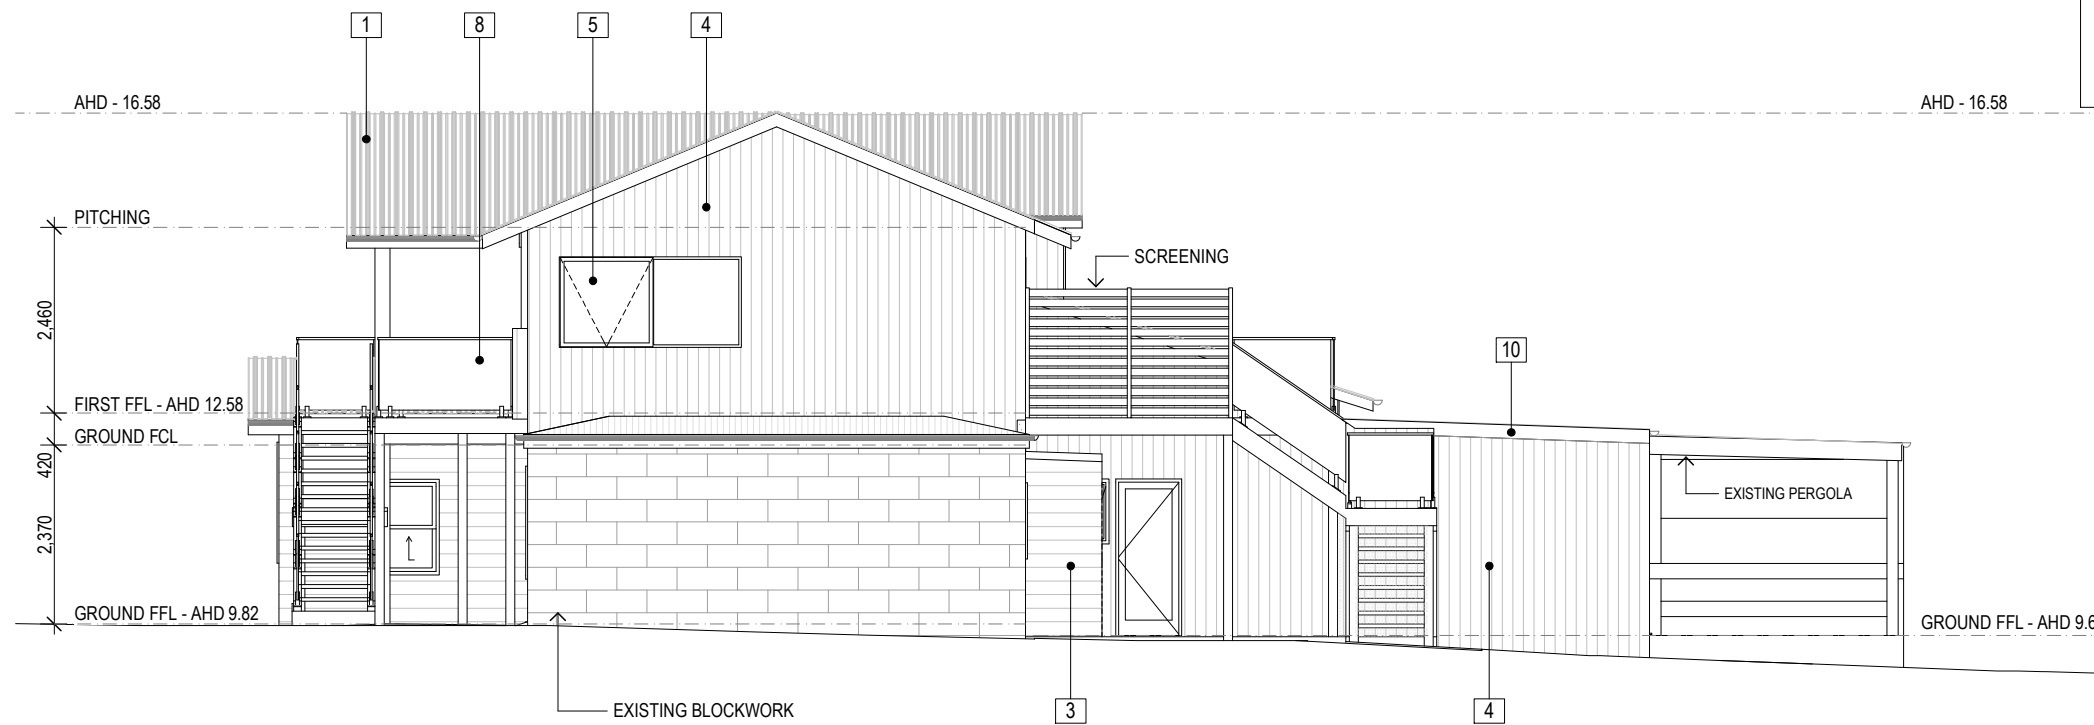 1
8
5
4
AHD - 16.58
AHD - 16.58
PITCHING
SCREENING
2,460
10
FIRST FFL - AHD 12.58
GROUND FCL
420
EXISTING PERGOLA
2,370
GROUND FFL - AHD 9.82
GROUND FFL - AHD 9.6
EXISTING BLOCKWORK
3
4